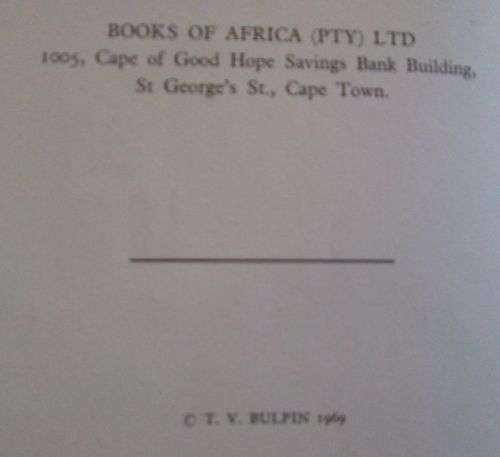 BOOKS OF AFRICA (PTY) LTD
1005, Cape of Good Hope Savings Bank Building,
St George's St., Cape Town.
© T. V. BULPIN 1969